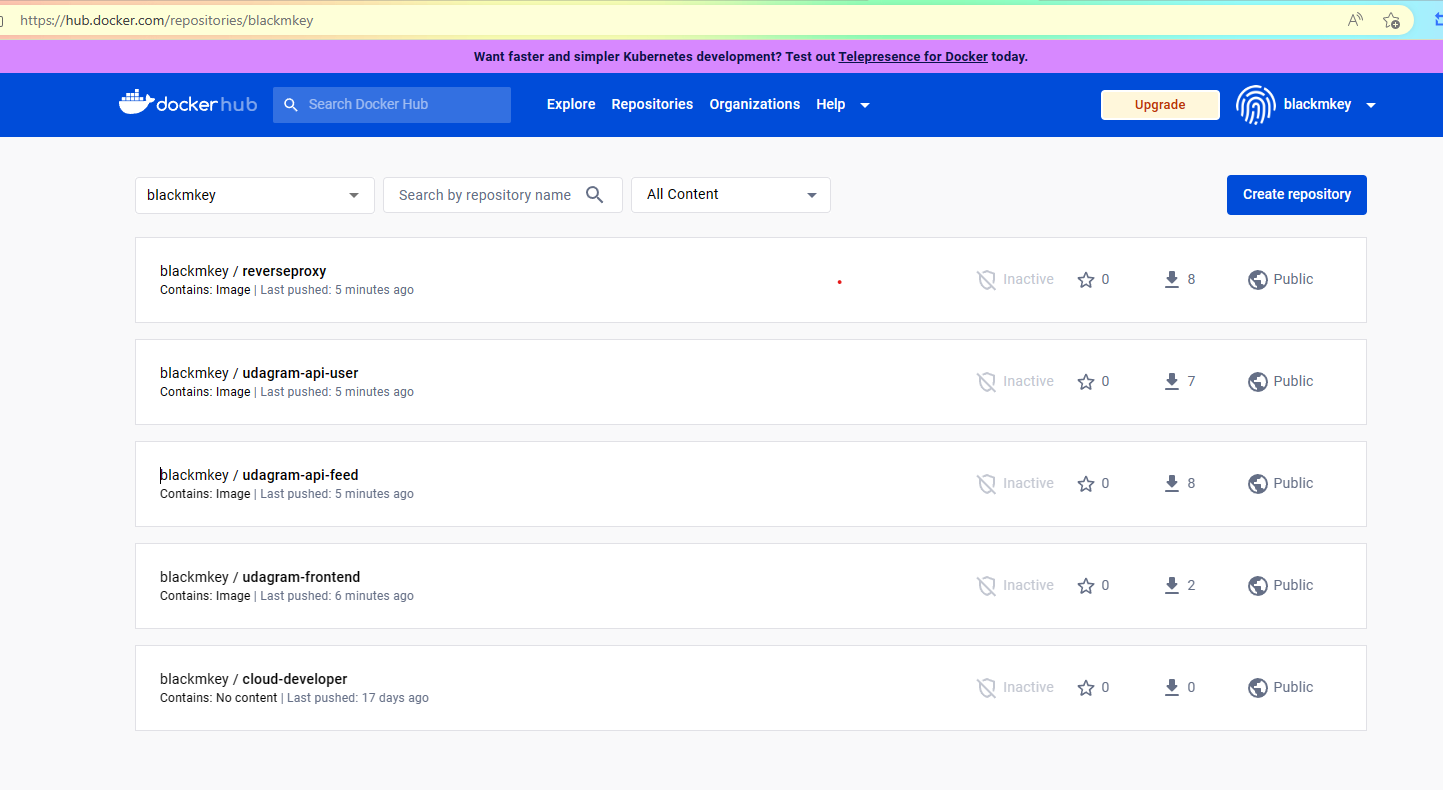 https://hub.docker.com/repositories/blackmkey
Want faster and simpler Kubernetes development? Test out Telepresence for Docker today.
dockerhub Search Docker Hub Explore Repositories Organizations Help Upgrade blackmkey
blackmkey Search by repository name All Content Create repository
blackmkey / reverseproxy
Contains: Image | Last pushed: 5 minutes ago
Inactive 0 8 Public
blackmkey / udagram-api-user
Contains: Image | Last pushed: 5 minutes ago
Inactive 0 7 Public
blackmkey / udagram-api-feed
Contains: Image | Last pushed: 5 minutes ago
Inactive 0 8 Public
blackmkey / udagram-frontend
Contains: Image | Last pushed: 6 minutes ago
Inactive 0 2 Public
blackmkey / cloud-developer
Contains: No content | Last pushed: 17 days ago
Inactive 0 0 Public